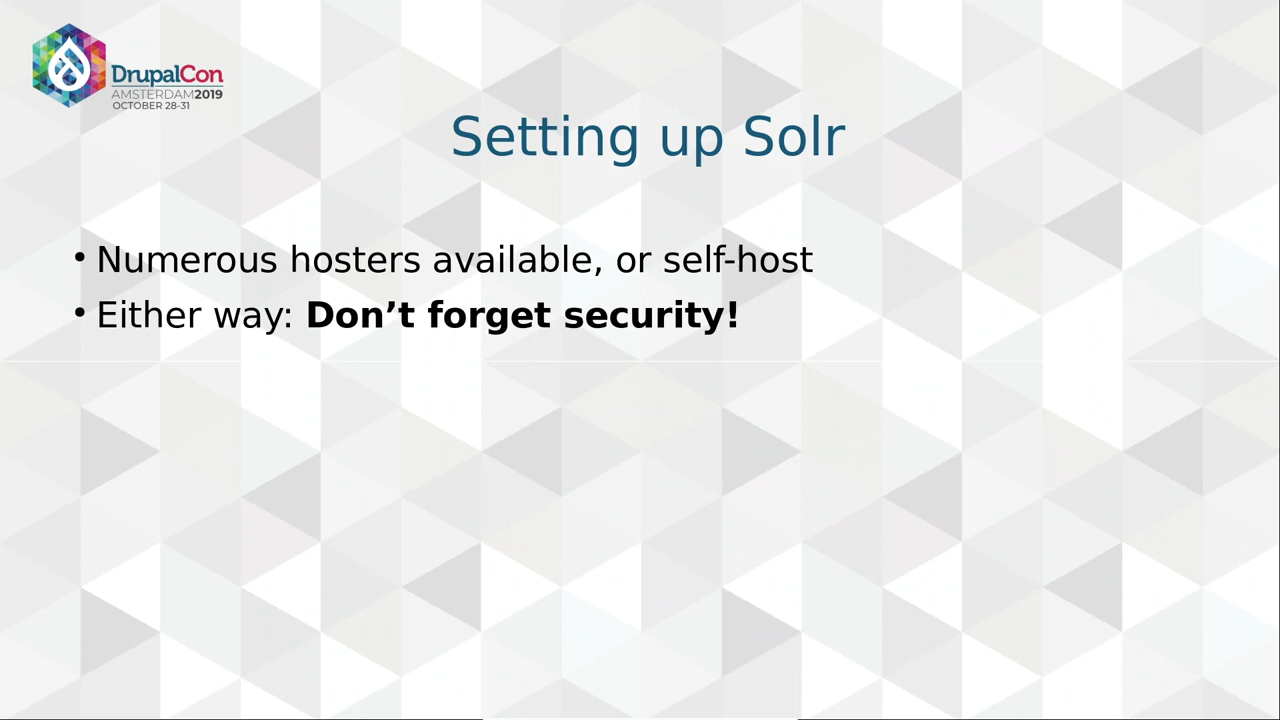 DrupalCon
AMSTERDAM2019
OCTOBER 28-31
Setting up Solr
• Numerous hosters available, or self-host
• Either way: Don’t forget security!